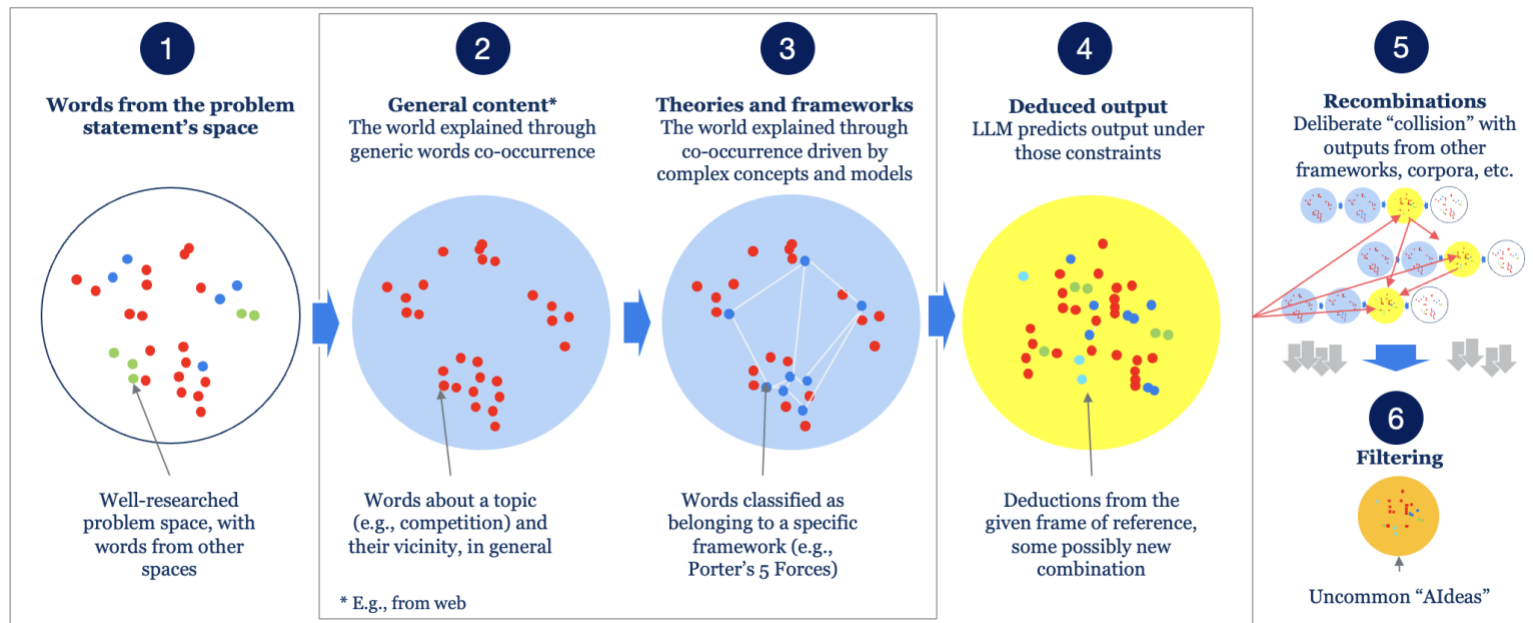 1
Words from the problem
statement's space
Well-researched
problem space, with
words from other
spaces
2
General content*
The world explained through
generic words co-occurrence
Words about a topic
(e.g., competition) and
their vicinity, in general
* E.g., from web
3
Theories and frameworks
The world explained through
co-occurrence driven by
complex concepts and models
Words classified as
belonging to a specific
framework (e.g.,
Porter's 5 Forces)
4
Deduced output
LLM predicts output under
those constraints
Deductions from the
given frame of reference,
some possibly new
combination
5
Recombinations
Deliberate “collision” with
outputs from other
frameworks, corpora, etc.
6
Filtering
Uncommon “AIdeas”